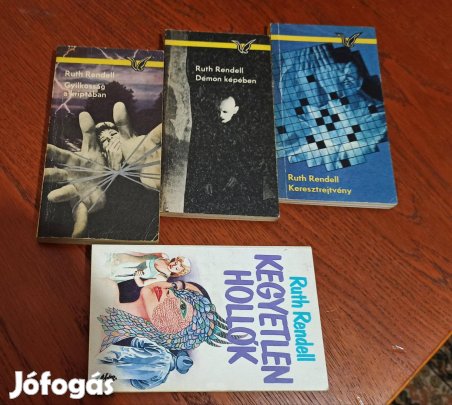 Ruth Rendell
Gyilkosság
a kriptában
Ruth Rendell
Démon képében
Ruth Rendell
Keresztrejtvény
Ruth Rendell
KEGYETLEN
HOLLÓK
Jófogás